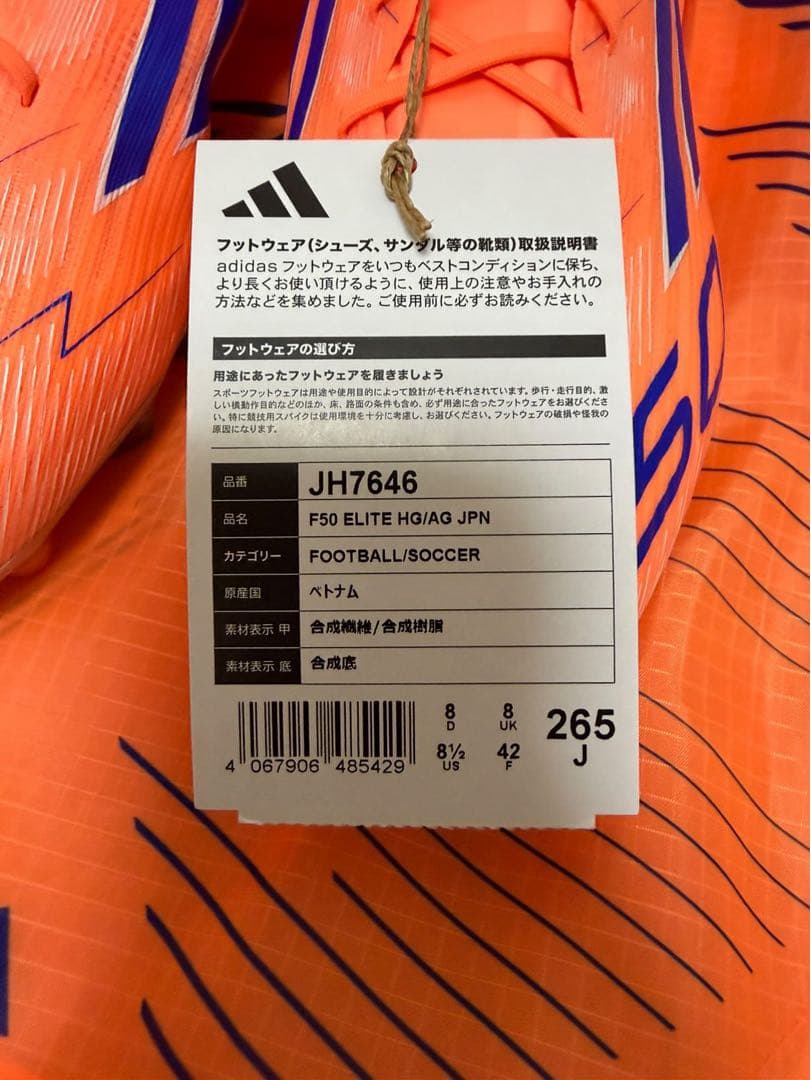 フットウェア(シューズ、サンダル等の靴類)取扱説明書
adidas フットウェアをいつもベストコンディションに保ち、
より長くお使い頂けるように、使用上の注意やお手入れの
方法などを集めました。ご使用前に必ずお読みください。
フットウェアの選び方
用途にあったフットウェアを履きましょう
スポーツフットウェアは用途や使用目的によって設計がそれぞれされています。歩行・走行目的、激
しい横動作目的などのほか、床、路面の条件も含め、必ず用途に合ったフットウェアをお選びくださ
い。特に競技用スパイクは使用環境を十分に考慮し、お選びください。フットウェアの破損や怪我の
原因になります。
品番 JH7646
品名 F50 ELITE HG/AG JPN
カテゴリー FOOTBALL/SOCCER
原産国 ベトナム
素材表示 甲 合成繊維/合成樹脂
素材表示 底 合成底
8 D 8 UK 265 J
8½ US 42 F
4 067906 485429